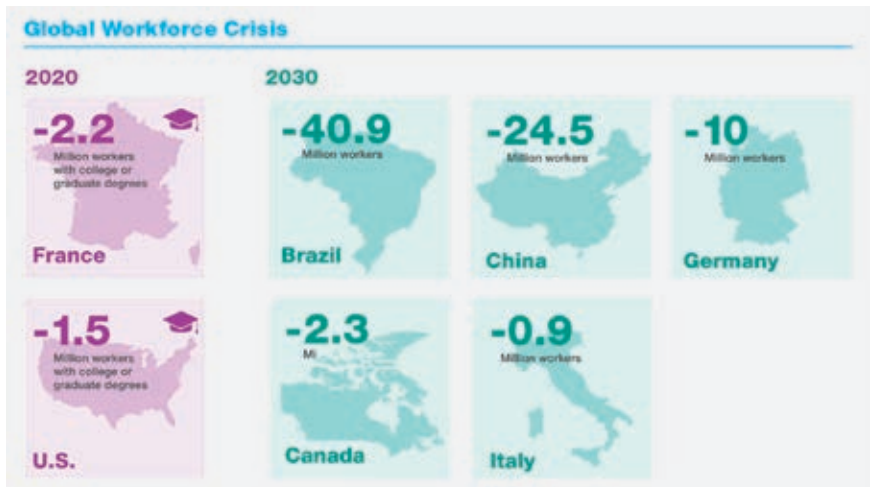 Global Workforce Crisis
2020
2030
-2.2
Million workers
with college or
graduate degrees
France
-40.9
Million workers
Brazil
-24.5
Million workers
China
-10
Million workers
Germany
-1.5
Million workers
with college or
graduate degrees
U.S.
-2.3
Mi
Canada
-0.9
Million workers
Italy